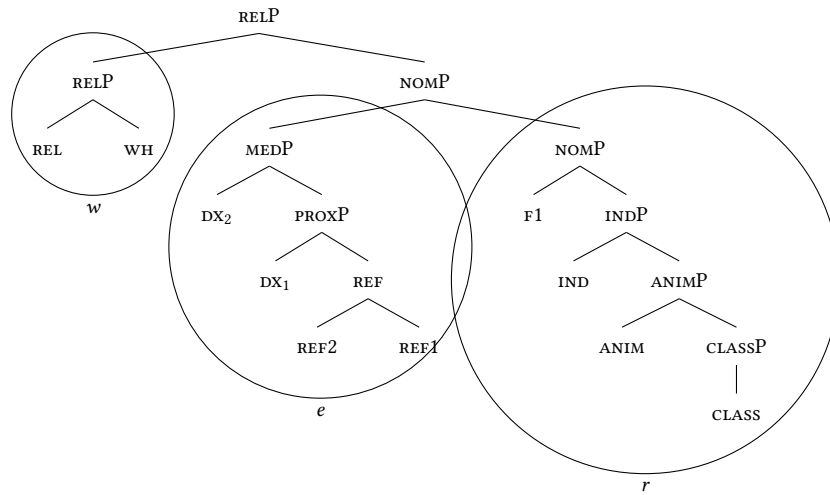 RELP
RELP NOMP
REL WH MEDP NOMP
w DX₂ PROXP F1 INDP
DX₁ REF IND ANIMP
REF2 REF1 ANIM CLASSP
e CLASS
r